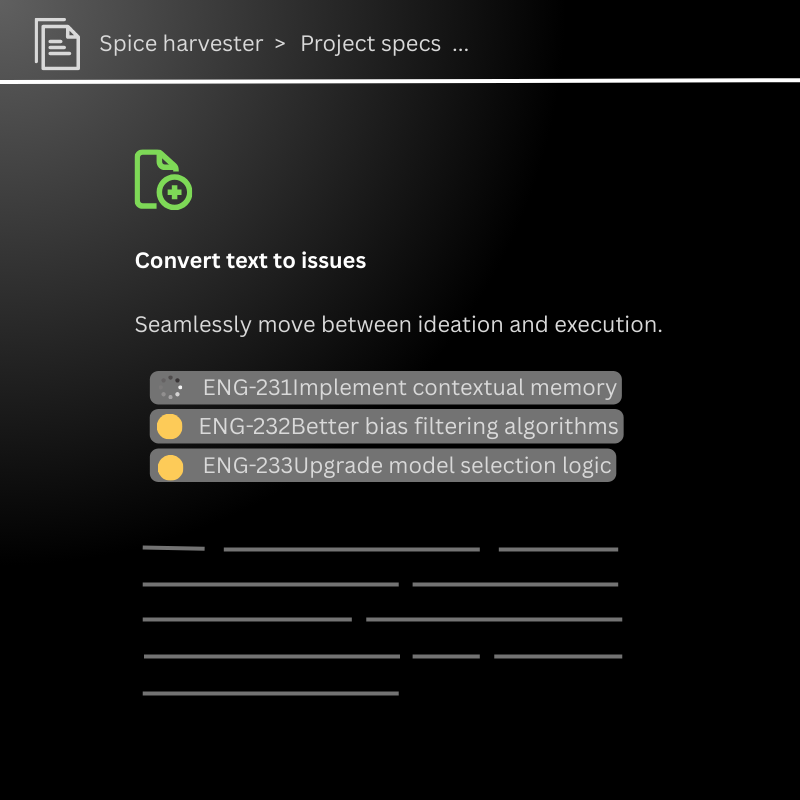 Spice harvester > Project specs ...
Convert text to issues
Seamlessly move between ideation and execution.
ENG-231Implement contextual memory
ENG-232Better bias filtering algorithms
ENG-233Upgrade model selection logic